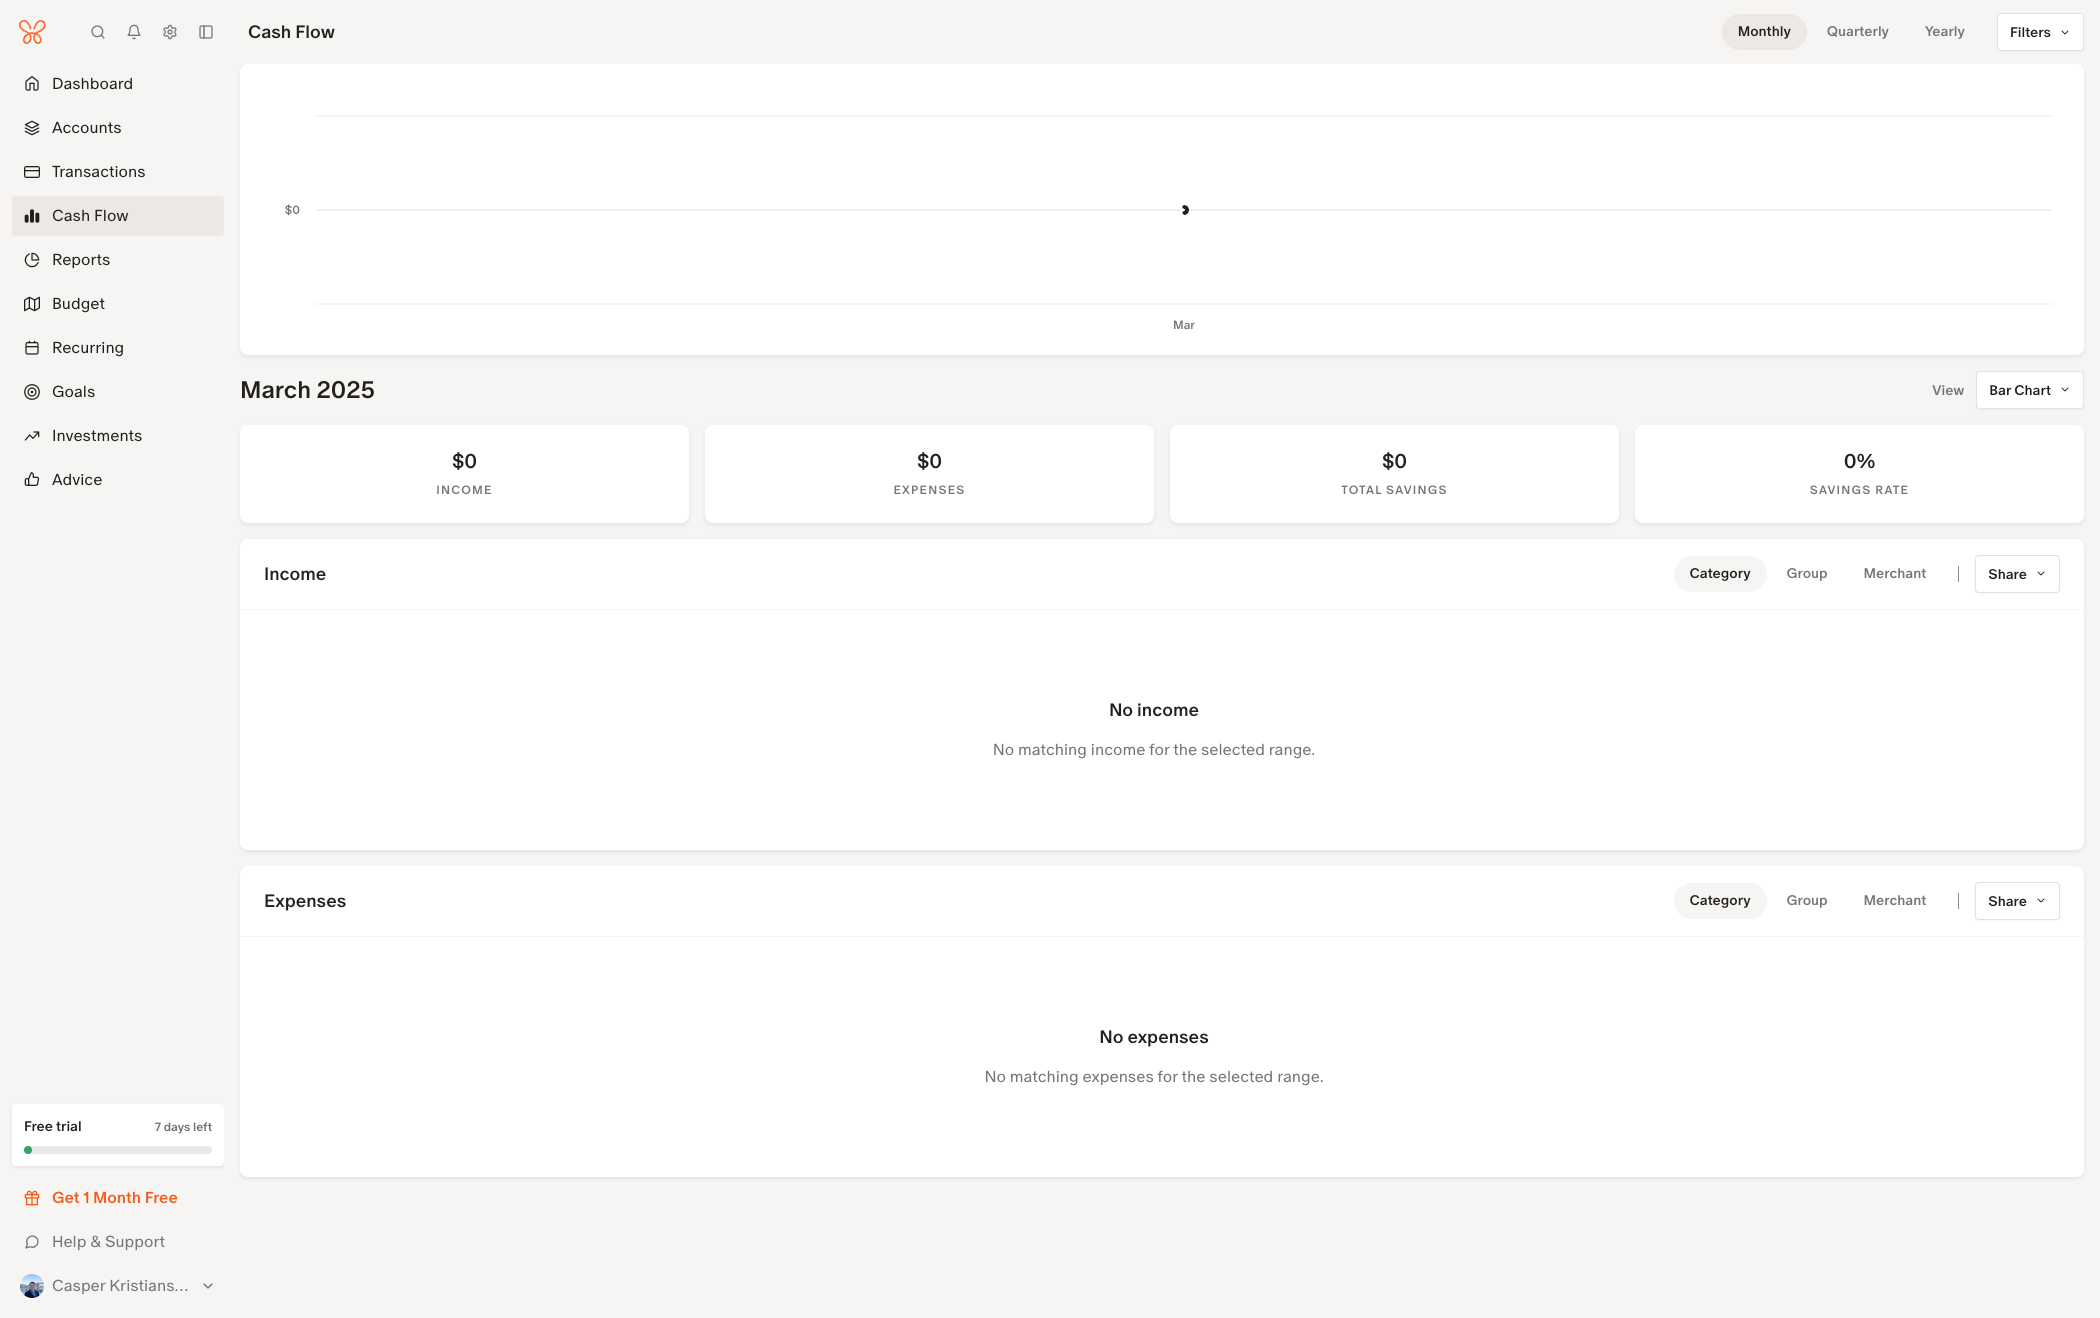 Cash Flow
Monthly
Quarterly
Yearly
Filters
Dashboard
Accounts
Transactions
Cash Flow
Reports
Budget
Recurring
Goals
Investments
Advice
$0
Mar
March 2025
View
Bar Chart
$0
INCOME
$0
EXPENSES
$0
TOTAL SAVINGS
0%
SAVINGS RATE
Income
Category
Group
Merchant
Share
No income
No matching income for the selected range.
Expenses
Category
Group
Merchant
Share
No expenses
No matching expenses for the selected range.
Free trial
7 days left
Get 1 Month Free
Help & Support
Casper Kristians...